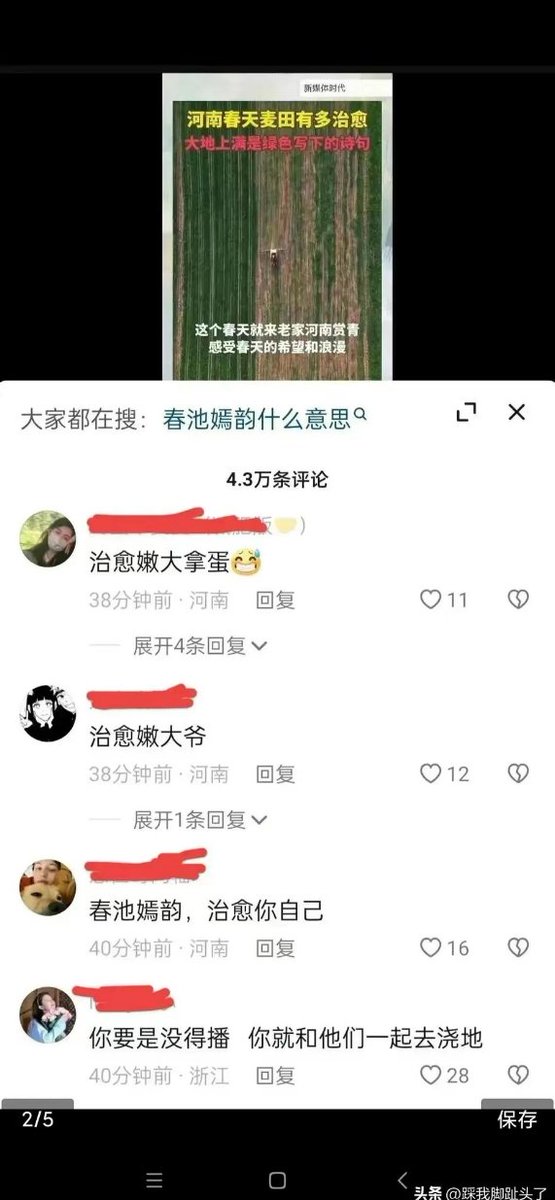 新媒体时代
河南春天麦田有多治愈
大地上满是绿色写下的诗句
这个春天就来老家河南赏青
感受春天的希望和浪漫
大家都在搜：春池嫣韵什么意思
4.3万条评论
治愈嫩大拿蛋😅
38分钟前·河南 回复 11
展开4条回复
治愈嫩大爷
38分钟前·河南 回复 12
展开1条回复
春池嫣韵，治愈你自己
40分钟前·河南 回复 16
你要是没得播 你就和他们一起去浇地
40分钟前·浙江 回复 28
2/5 保存
头条 @踩我脚趾头了